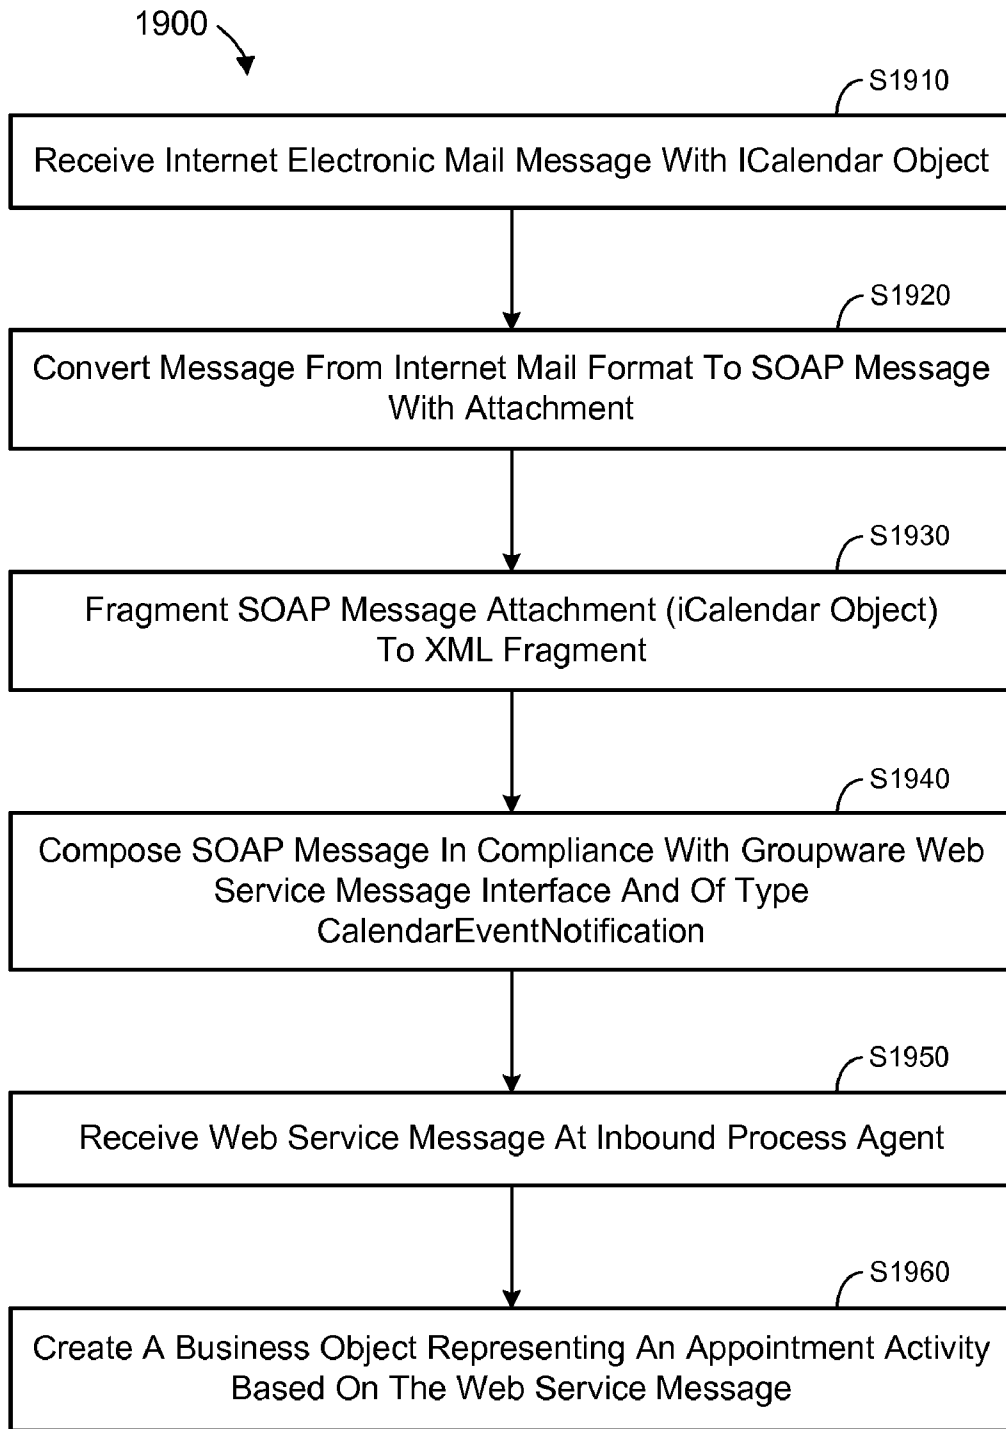 1900
S1910
Receive Internet Electronic Mail Message With ICalendar Object
S1920
Convert Message From Internet Mail Format To SOAP Message
With Attachment
S1930
Fragment SOAP Message Attachment (iCalendar Object)
To XML Fragment
S1940
Compose SOAP Message In Compliance With Groupware Web
Service Message Interface And Of Type
CalendarEventNotification
S1950
Receive Web Service Message At Inbound Process Agent
S1960
Create A Business Object Representing An Appointment Activity
Based On The Web Service Message